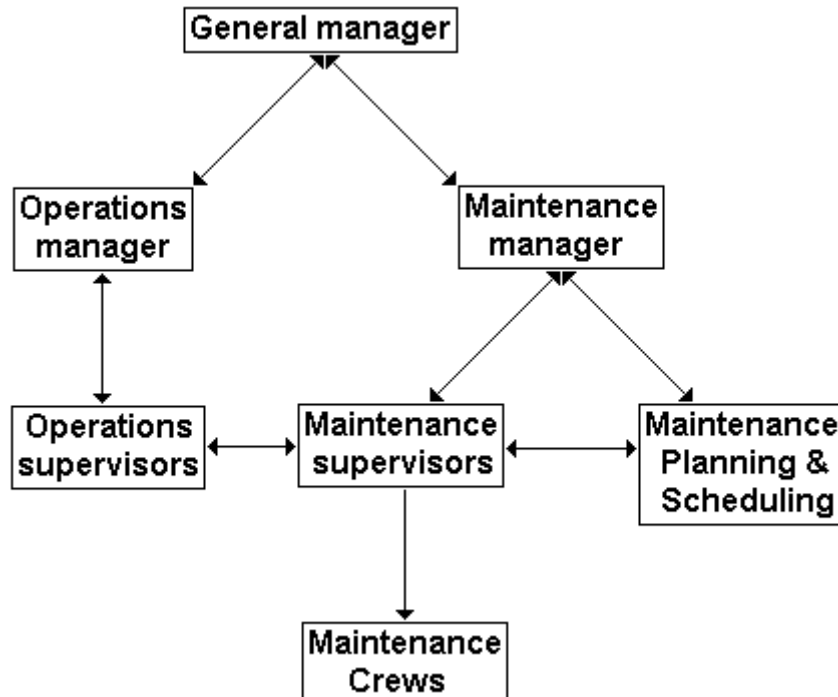 General manager
Operations
manager
Maintenance
manager
Operations
supervisors
Maintenance
supervisors
Maintenance
Planning &
Scheduling
Maintenance
Crews